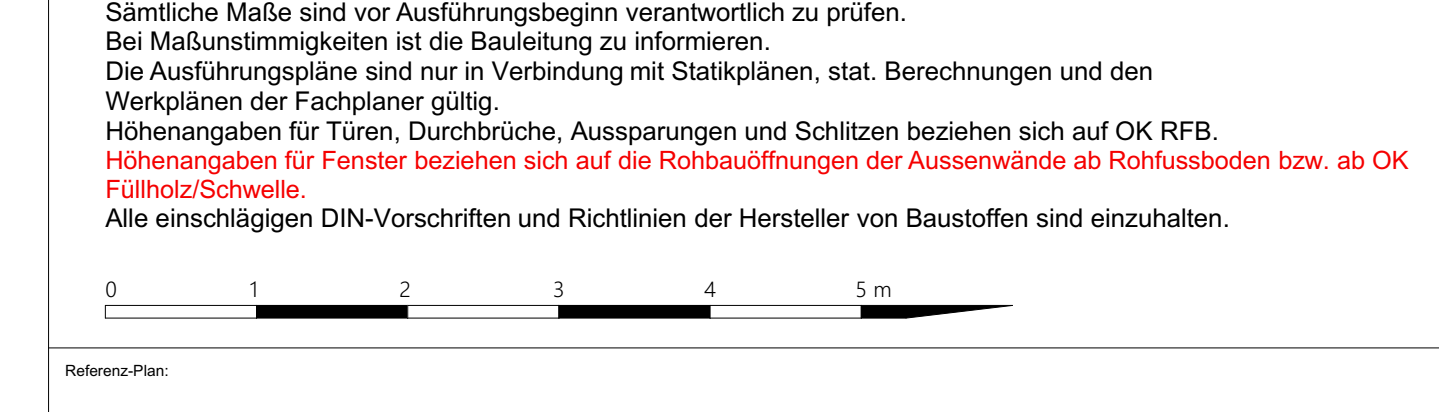 Sämtliche Maße sind vor Ausführungsbeginn verantwortlich zu prüfen.
Bei Maßunstimmigkeiten ist die Bauleitung zu informieren.
Die Ausführungspläne sind nur in Verbindung mit Statikplänen, stat. Berechnungen und den
Werkplänen der Fachplaner gültig.
Höhenangaben für Türen, Durchbrüche, Aussparungen und Schlitzen beziehen sich auf OK RFB.
Höhenangaben für Fenster beziehen sich auf die Rohbauöffnungen der Aussenwände ab Rohfussboden bzw. ab OK
Füllholz/Schwelle.
Alle einschlägigen DIN-Vorschriften und Richtlinien der Hersteller von Baustoffen sind einzuhalten.
0 1 2 3 4 5 m
Referenz-Plan: